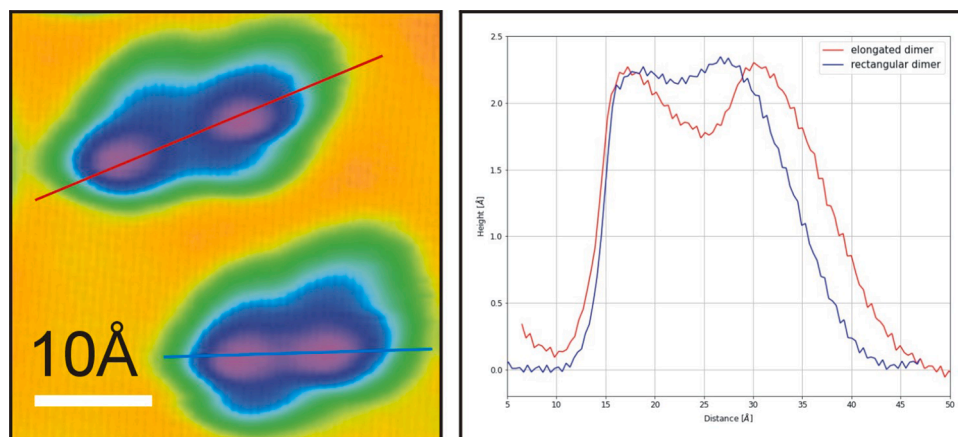 10Å
2.5
2.0
1.5
1.0
0.5
0.0
Height [Å]
elongated dimer
rectangular dimer
5 10 15 20 25 30 35 40 45 50
Distance [Å]